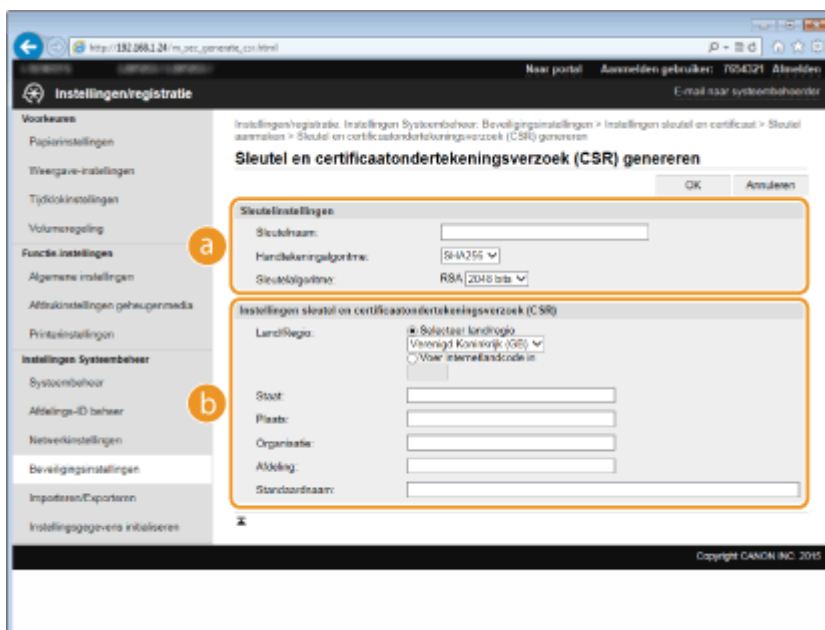 http://192.168.1.24/m_sec_generate_csr.html
Naar portal Aanmelden gebruiker: 7654321 Afmelden
Instellingen/registratie
E-mail naar systeembeheerder
Voorkeuren
Papierinstellingen
Weergave-instellingen
Tijdklokinstellingen
Volumeregeling
Functie-instellingen
Algemene instellingen
Afdrukinstellingen geheugenmedia
Printerinstellingen
Instellingen Systeembeheer
Systeembeheer
Afdelings-ID beheer
Netwerkinstellingen
Beveiligingsinstellingen
Importeren/Exporteren
Instellingsgegevens initialiseren
Instellingen/registratie: Instellingen Systeembeheer: Beveiligingsinstellingen > Instellingen sleutel en certificaat > Sleutel
aanmaken > Sleutel en certificaatondertekeningsverzoek (CSR) genereren
Sleutel en certificaatondertekeningsverzoek (CSR) genereren
OK Annuleren
a
Sleutelinstellingen
Sleutelnaam:
Handtekeningalgoritme: SHA256
Sleutelalgoritme: RSA 2048 bits
b
Instellingen sleutel en certificaatondertekeningsverzoek (CSR)
Land/Regio: Selecteer land/regio
Verenigd Koninkrijk (GB)
Voer internetlandcode in
Staat:
Plaats:
Organisatie:
Afdeling:
Standaardnaam:
Copyright CANON INC. 2015